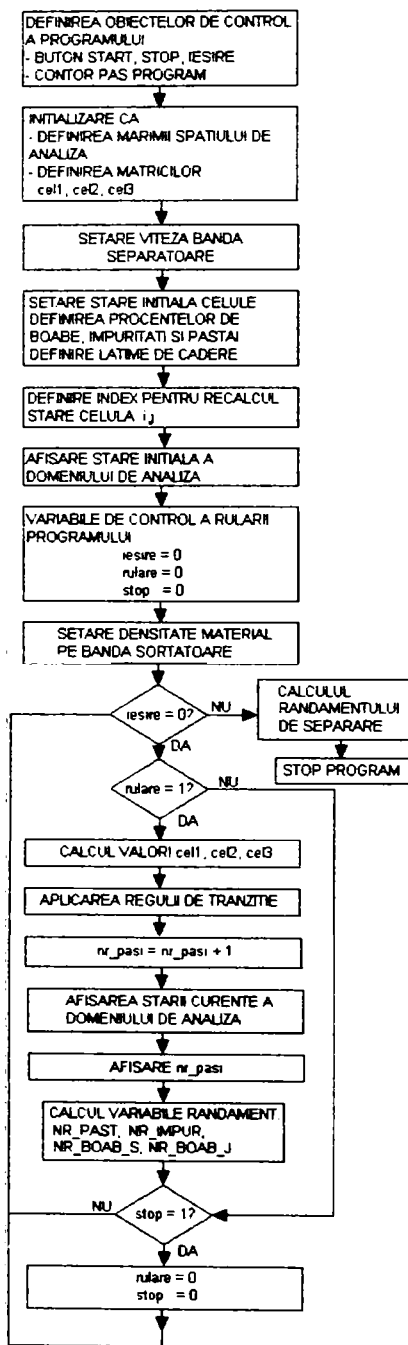 DEFINIREA OBIECTELOR DE CONTROL
A PROGRAMULUI
- BUTON START, STOP, IESIRE
- CONTOR PAS PROGRAM
INITIALIZARE CA
- DEFINIREA MARIMII SPATIULUI DE
ANALIZA
- DEFINIREA MATRICILOR
cel1, cel2, cel3
SETARE VITEZA BANDA
SEPARATOARE
SETARE STARE INITIALA CELULE
DEFINIREA PROCENTELOR DE
BOABE, IMPURITATI SI PASTAI
DEFINIRE LATIME DE CADERE
DEFINIRE INDEX PENTRU RECALCUL
STARE CELULA i,j
AFISARE STARE INITIALA A
DOMENIULUI DE ANALIZA
VARIABILE DE CONTROL A RULARII
PROGRAMULUI
iesire = 0
rulare = 0
stop = 0
SETARE DENSITATE MATERIAL
PE BANDA SORTATOARE
iesire = 0?
NU
CALCULUL
RANDAMENTULUI
DE SEPARARE
DA
STOP PROGRAM
rulare = 1?
NU
DA
CALCUL VALORI cel1, cel2, cel3
APLICAREA REGULII DE TRANZITIE
nr_pasi = nr_pasi + 1
AFISAREA STARII CURENTE A
DOMENIULUI DE ANALIZA
AFISARE nr_pasi
CALCUL VARIABILE RANDAMENT
NR_PAST, NR_IMPUR,
NR_BOAB_S, NR_BOAB_J
NU
stop = 1?
DA
rulare = 0
stop = 0